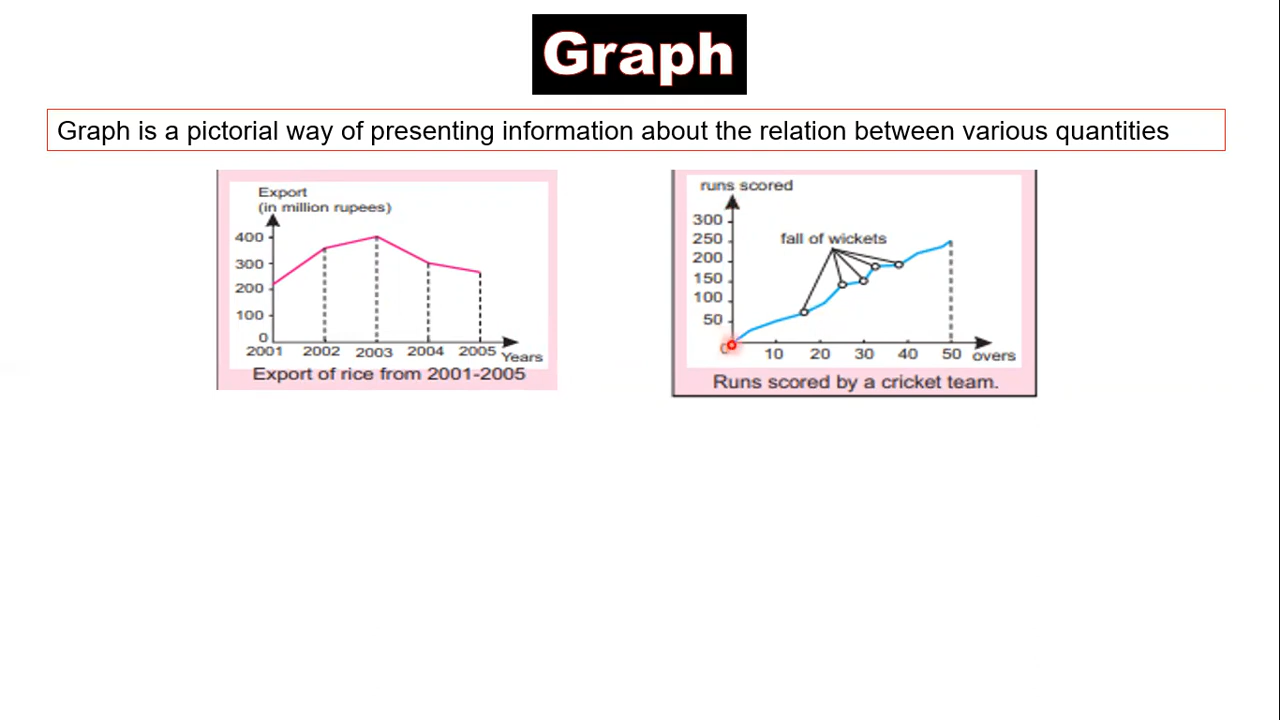 Graph
Graph is a pictorial way of presenting information about the relation between various quantities
Export
(in million rupees)
400
300
200
100
0
2001 2002 2003 2004 2005 Years
Export of rice from 2001-2005
runs scored
300
250
200
150
100
50
fall of wickets
10 20 30 40 50 overs
Runs scored by a cricket team.